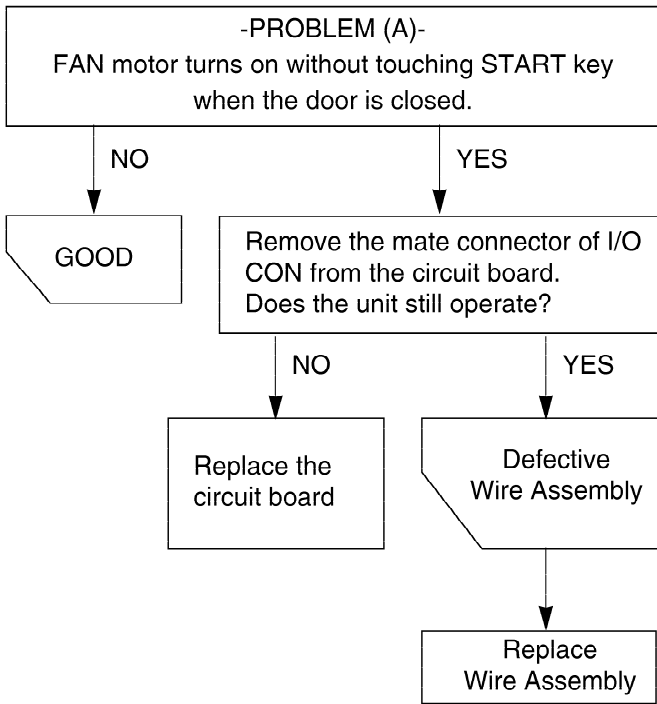 -PROBLEM (A)-
FAN motor turns on without touching START key
when the door is closed.
NO
YES
GOOD
Remove the mate connector of I/O
CON from the circuit board.
Does the unit still operate?
NO
YES
Replace the
circuit board
Defective
Wire Assembly
Replace
Wire Assembly